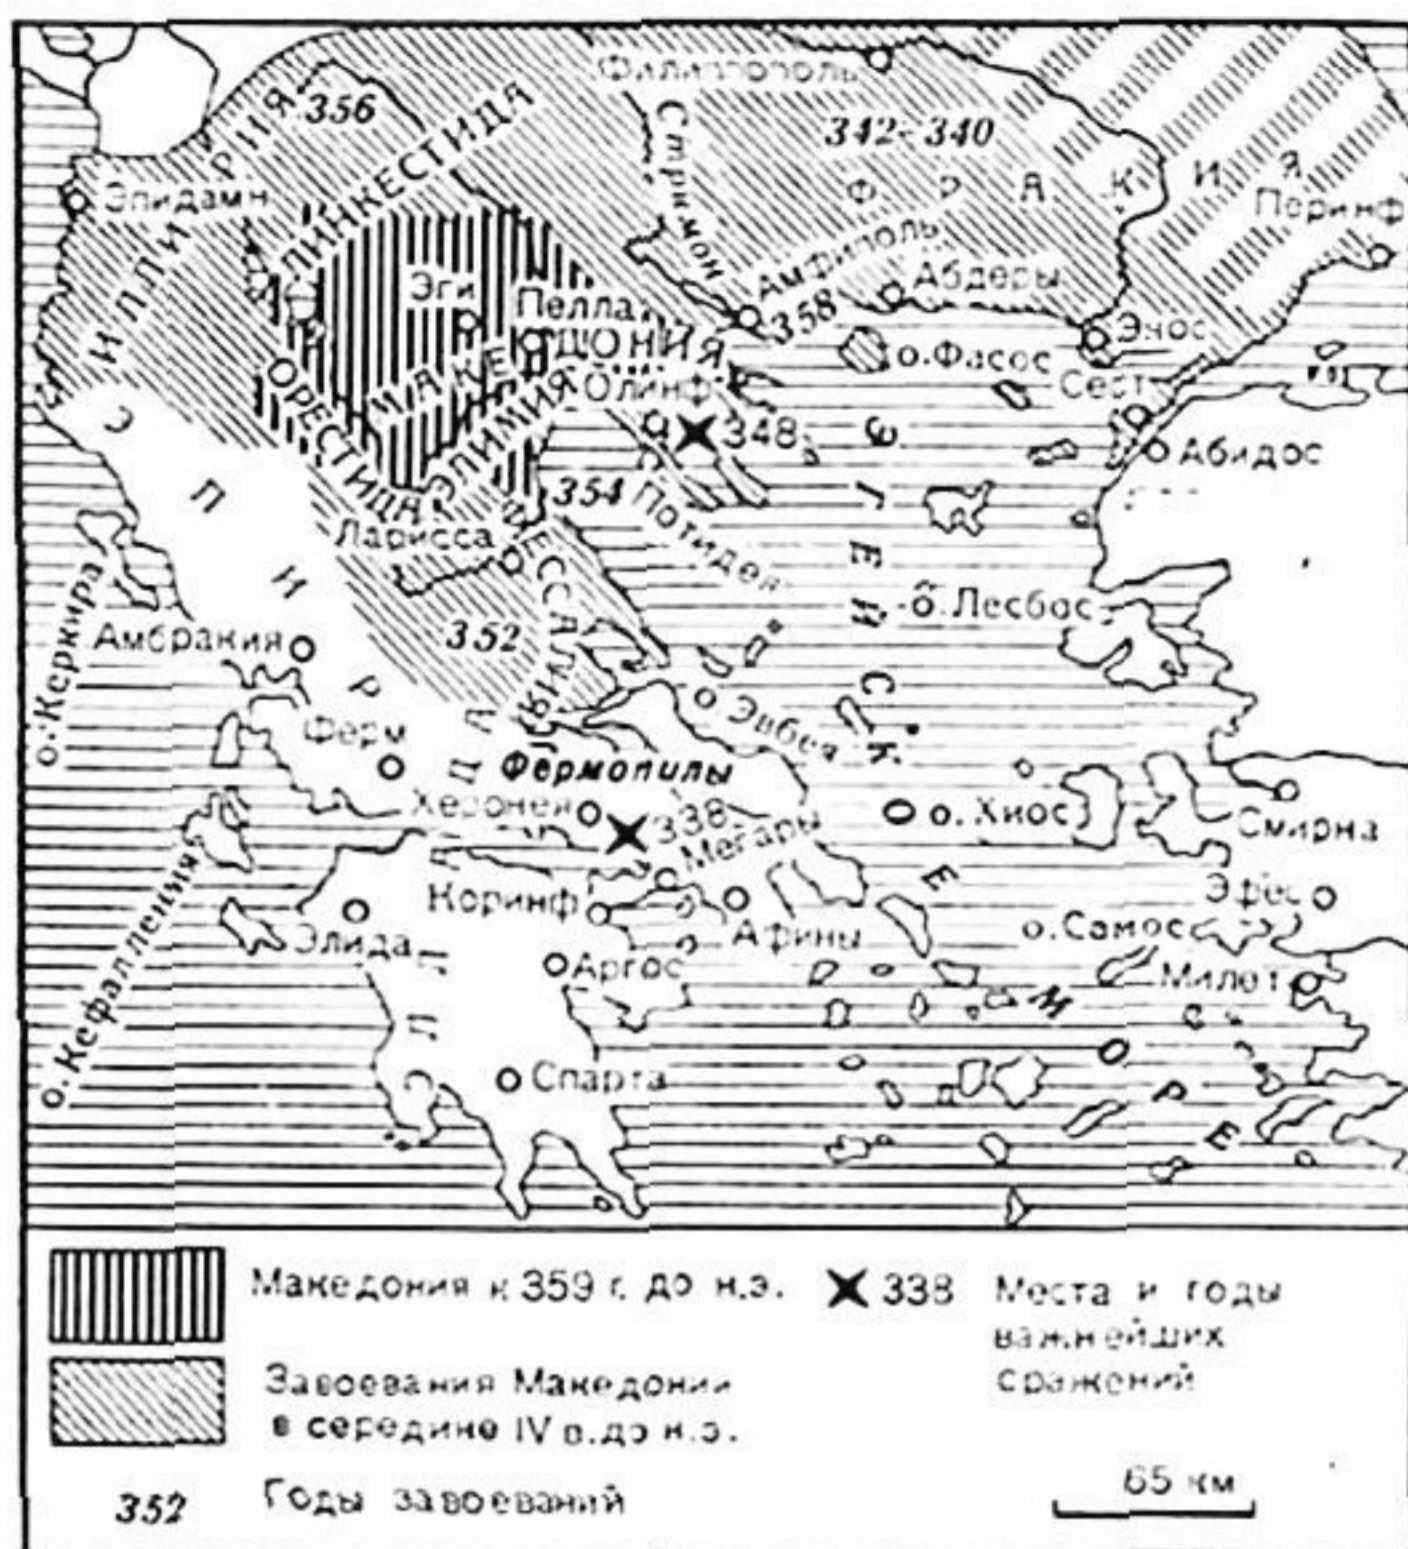 Филиппополь
356
342-340
ИЛЛИРИЯ
ЛИНКЕСТИДА
Стримон
ФРАКИЯ
Эпидамн
Перинф
Амфиполь
Абдеры
358
Эги
Пелла
МАКЕДОНИЯ
о.Фасос
Энос
Сест
Олинф
348
ЭЛИМИЯ
ОРЕСТИДА
354
Потидея
Абидос
ЭПИР
Ларисса
ФЕССАЛИЯ
352
ЭГЕЙСКОЕ МОРЕ
о. Лесбос
о. Керкира
Амбракия
о. Эвбея
Ферм
Фермопилы
Херонея
338
Мегары
о. Хиос
Смирна
ЭЛЛАДА
Коринф
Афины
Эфес
о. Самос
Элида
Аргос
Милет
о. Кефалления
Спарта
Македония к 359 г. до н.э.
338 Места и годы
важнейших
сражений
Завоевания Македонии
в середине IV в. до н.э.
352 Годы завоеваний
65 км